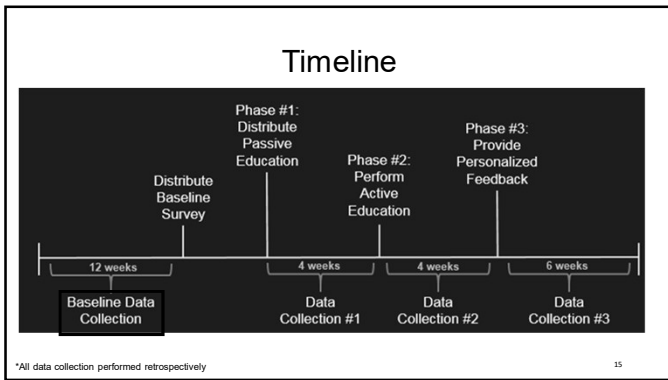 Timeline
Phase #1:
Distribute
Passive
Education
Phase #3:
Provide
Personalized
Feedback
Phase #2:
Perform
Active
Education
Distribute
Baseline
Survey
12 weeks
4 weeks
4 weeks
6 weeks
Baseline Data
Collection
Data
Collection #1
Data
Collection #2
Data
Collection #3
*All data collection performed retrospectively
15